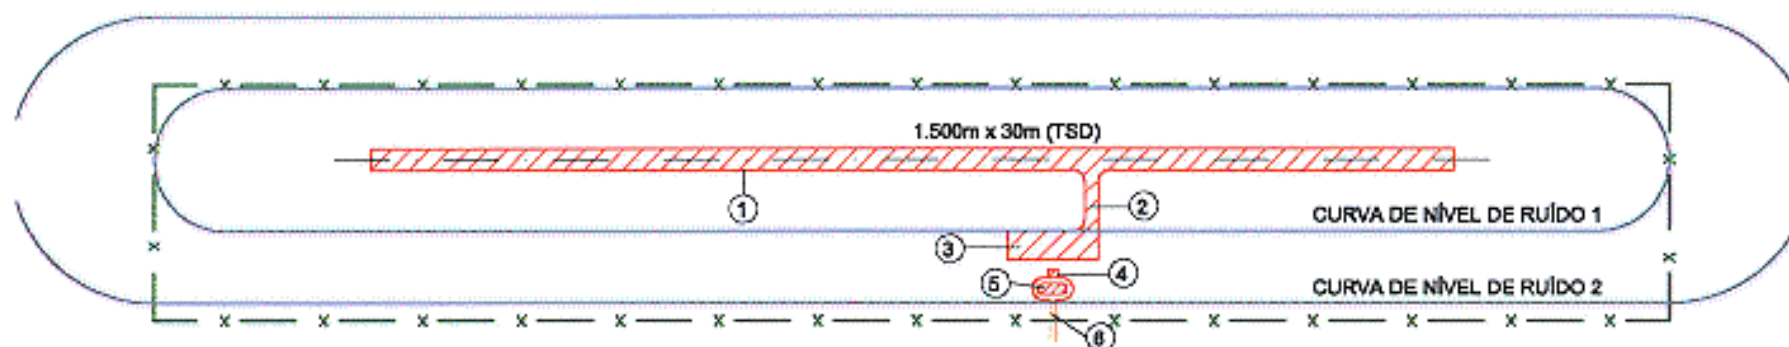 1.500m x 30m (TSD)
1
2
CURVA DE NÍVEL DE RUÍDO 1
3
4
5
CURVA DE NÍVEL DE RUÍDO 2
6